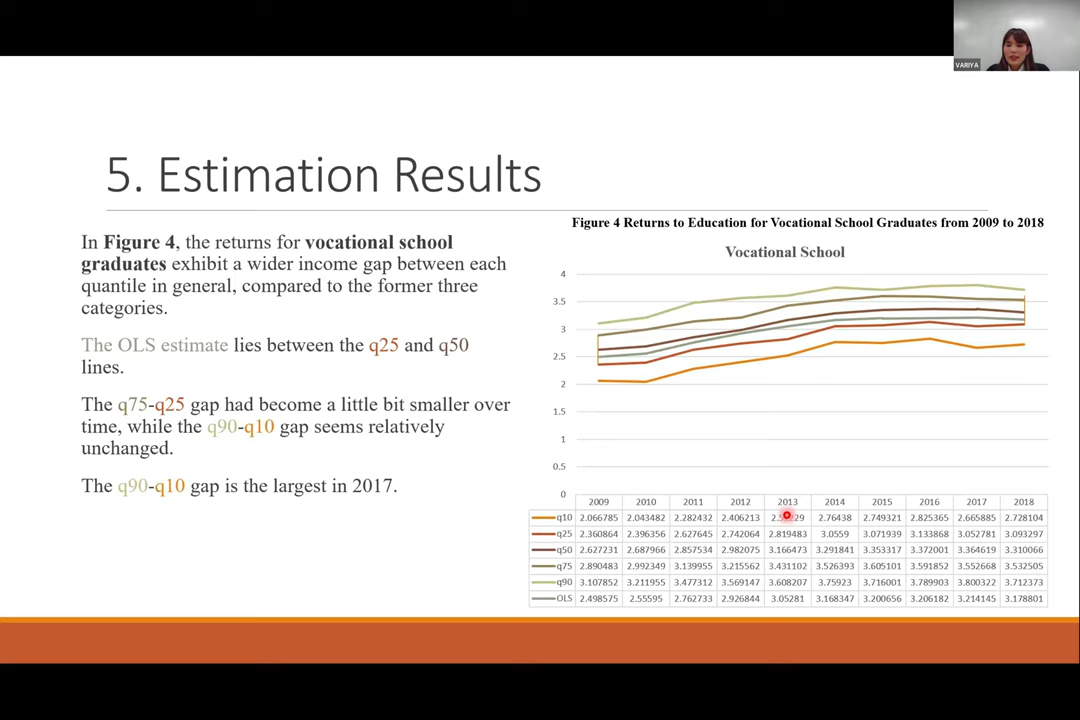 VARIYA
5. Estimation Results
In Figure 4, the returns for vocational school
graduates exhibit a wider income gap between each
quantile in general, compared to the former three
categories.
The OLS estimate lies between the q25 and q50
lines.
The q75-q25 gap had become a little bit smaller over
time, while the q90-q10 gap seems relatively
unchanged.
The q90-q10 gap is the largest in 2017.
Figure 4 Returns to Education for Vocational School Graduates from 2009 to 2018
Vocational School
4
3.5
3
2.5
2
1.5
1
0.5
0
2009 2010 2011 2012 2013 2014 2015 2016 2017 2018
q10 2.066785 2.043482 2.282432 2.406213 2.76438 2.749321 2.825365 2.665885 2.728104
q25 2.360864 2.396356 2.627645 2.742064 2.819483 3.0559 3.071939 3.133868 3.052781 3.093297
q50 2.627231 2.687966 2.857534 2.982075 3.166473 3.291841 3.353317 3.372001 3.364619 3.310066
q75 2.890483 2.992349 3.139955 3.215562 3.431102 3.526393 3.605101 3.591852 3.552668 3.532505
q90 3.107852 3.211955 3.477312 3.569147 3.608207 3.75923 3.716001 3.789903 3.800322 3.712373
OLS 2.498575 2.55595 2.762733 2.926844 3.05281 3.168347 3.200656 3.206182 3.214145 3.178801